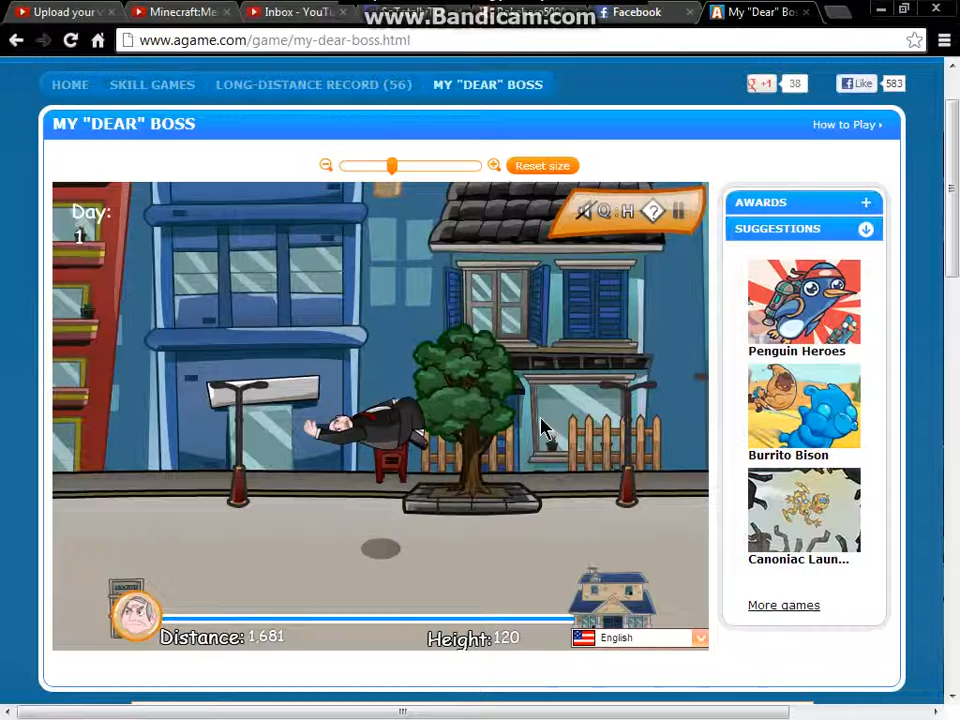 www.Bandicam.com
Upload your v
Minecraft:Me
Inbox - YouTu
Facebook
My "Dear" Bos
www.agame.com/game/my-dear-boss.html
HOME
SKILL GAMES
LONG-DISTANCE RECORD (56)
MY "DEAR" BOSS
+1
38
Like
583
MY "DEAR" BOSS
How to Play
Reset size
Day:
1
Q : H
?
AWARDS
SUGGESTIONS
Penguin Heroes
Burrito Bison
Canoniac Laun...
More games
Distance: 1,681
Height: 120
English